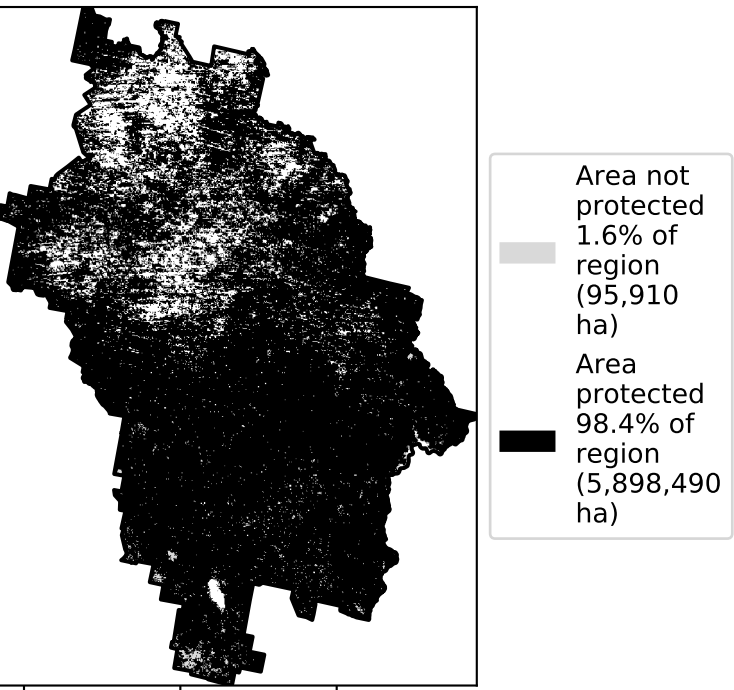 Area not
protected
1.6% of
region
(95,910
ha)
Area
protected
98.4% of
region
(5,898,490
ha)